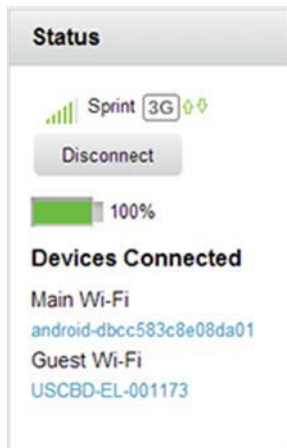 Status
Sprint 3G
Disconnect
100%
Devices Connected
Main Wi-Fi
android-dbcc583c8e08da01
Guest Wi-Fi
USCBD-EL-001173